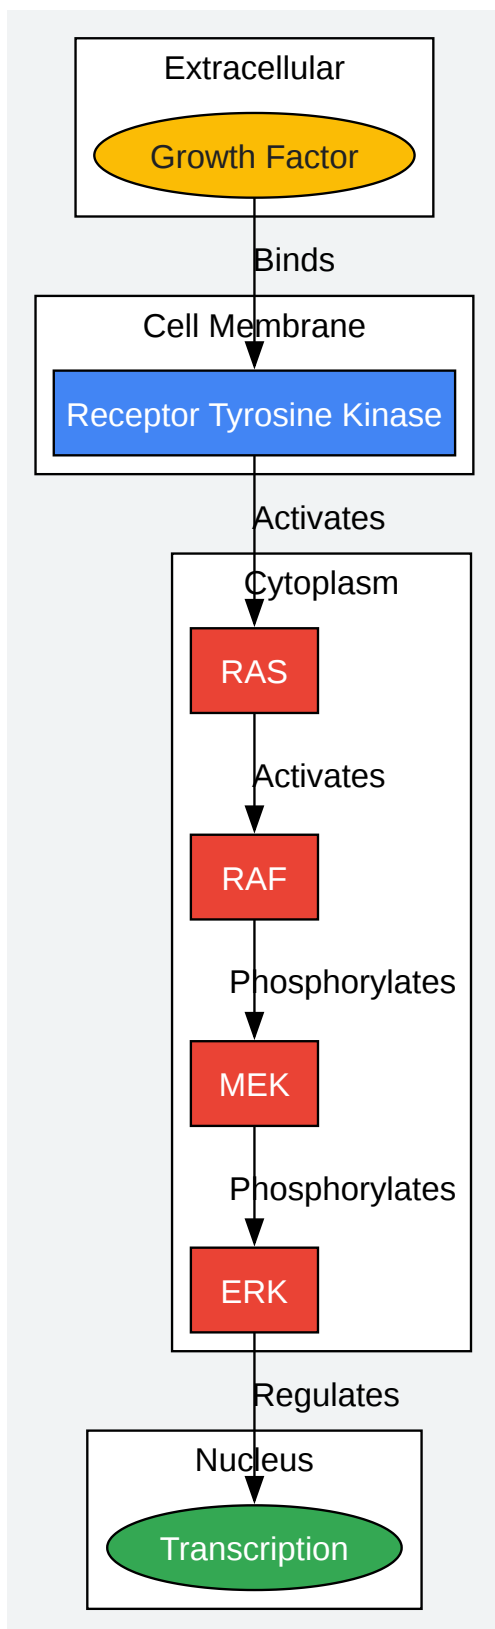 Extracellular
Growth Factor
Binds
Cell Membrane
Receptor Tyrosine Kinase
Activates
Cytoplasm
RAS
Activates
RAF
Phosphorylates
MEK
Phosphorylates
ERK
Regulates
Nucleus
Transcription